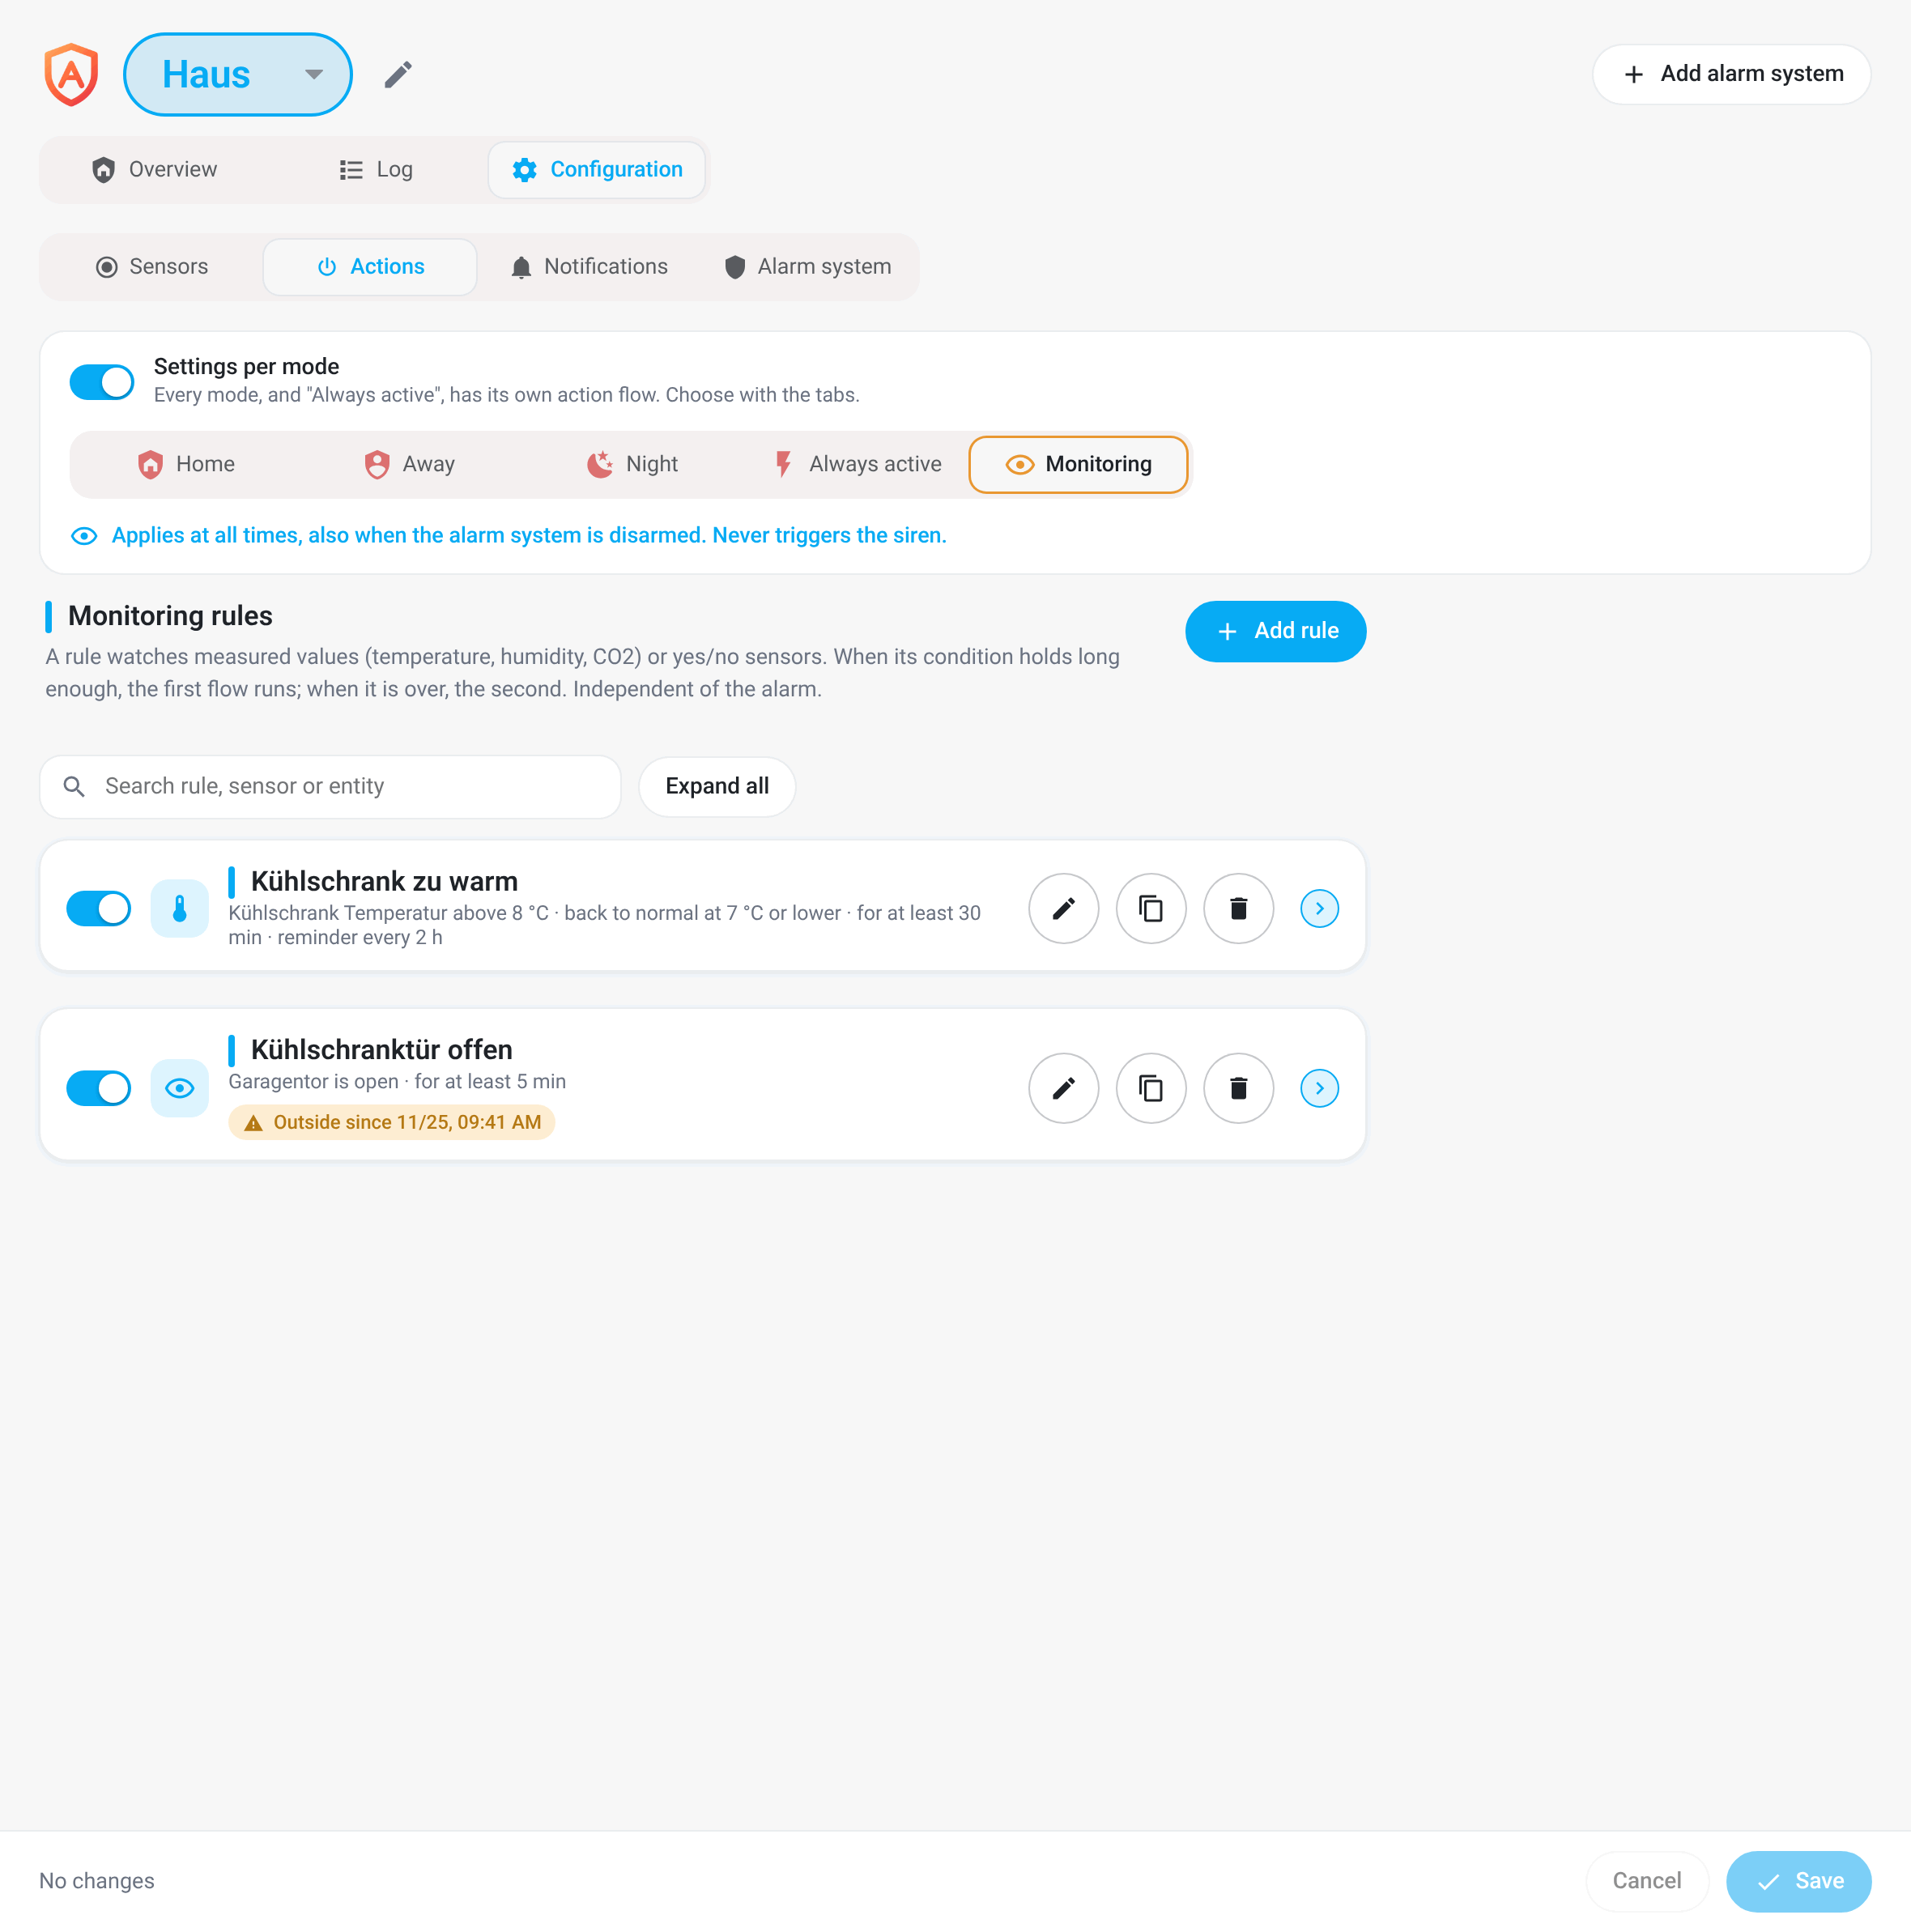 Haus
Add alarm system
Overview
Log
Configuration
Sensors
Actions
Notifications
Alarm system
Settings per mode
Every mode, and "Always active", has its own action flow. Choose with the tabs.
Home
Away
Night
Always active
Monitoring
Applies at all times, also when the alarm system is disarmed. Never triggers the siren.
Monitoring rules
Add rule
A rule watches measured values (temperature, humidity, CO2) or yes/no sensors. When its condition holds long
enough, the first flow runs; when it is over, the second. Independent of the alarm.
Search rule, sensor or entity
Expand all
Kühlschrank zu warm
Kühlschrank Temperatur above 8 °C · back to normal at 7 °C or lower · for at least 30
min · reminder every 2 h
Kühlschranktür offen
Garagentor is open · for at least 5 min
Outside since 11/25, 09:41 AM
No changes
Cancel
Save